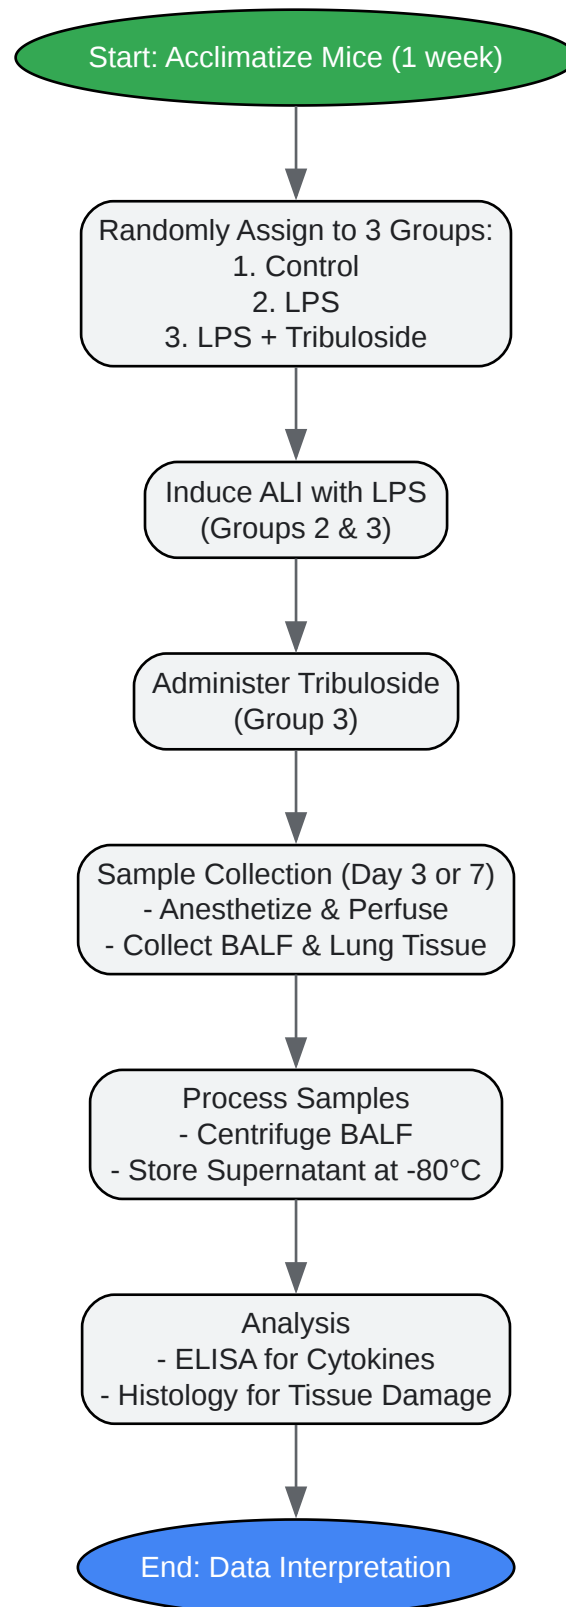 Start: Acclimatize Mice (1 week)
Randomly Assign to 3 Groups:
1. Control
2. LPS
3. LPS + Tribuloside
Induce ALI with LPS
(Groups 2 & 3)
Administer Tribuloside
(Group 3)
Sample Collection (Day 3 or 7)
- Anesthetize & Perfuse
- Collect BALF & Lung Tissue
Process Samples
- Centrifuge BALF
- Store Supernatant at -80°C
Analysis
- ELISA for Cytokines
- Histology for Tissue Damage
End: Data Interpretation